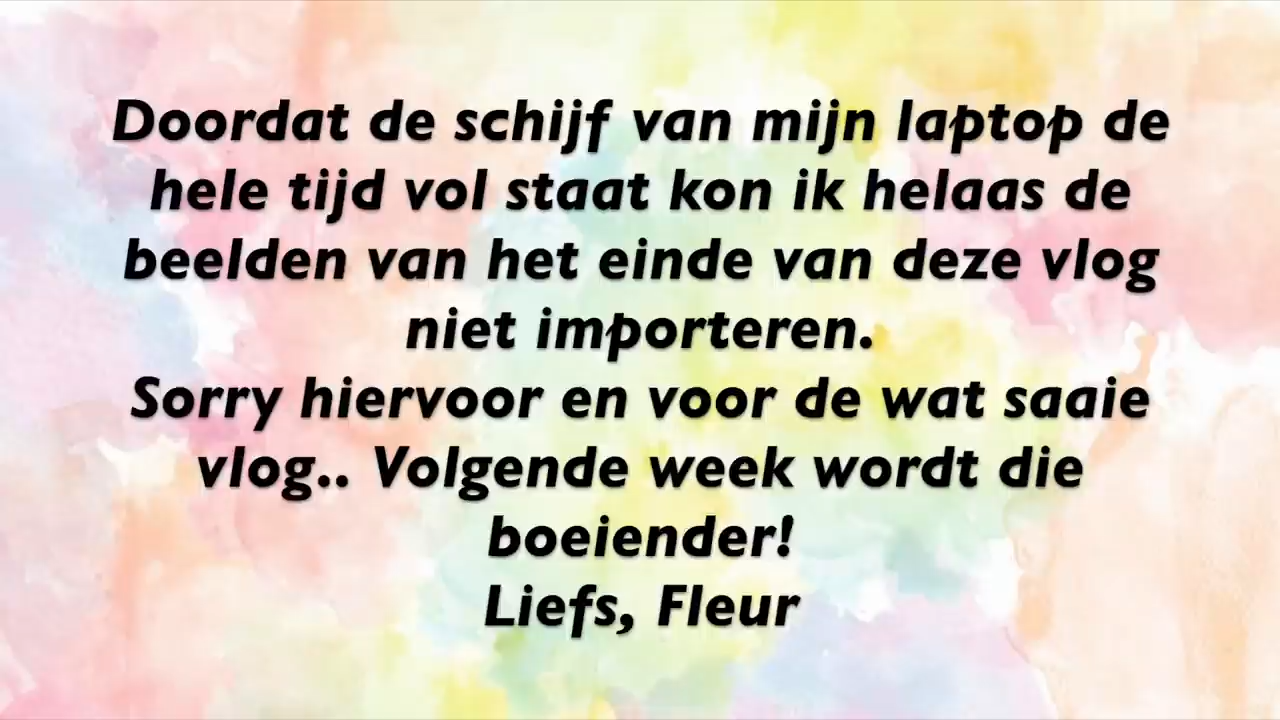 Doordat de schijf van mijn laptop de
hele tijd vol staat kon ik helaas de
beelden van het einde van deze vlog
niet importeren.
Sorry hiervoor en voor de wat saaie
vlog.. Volgende week wordt die
boeiender!
Liefs, Fleur